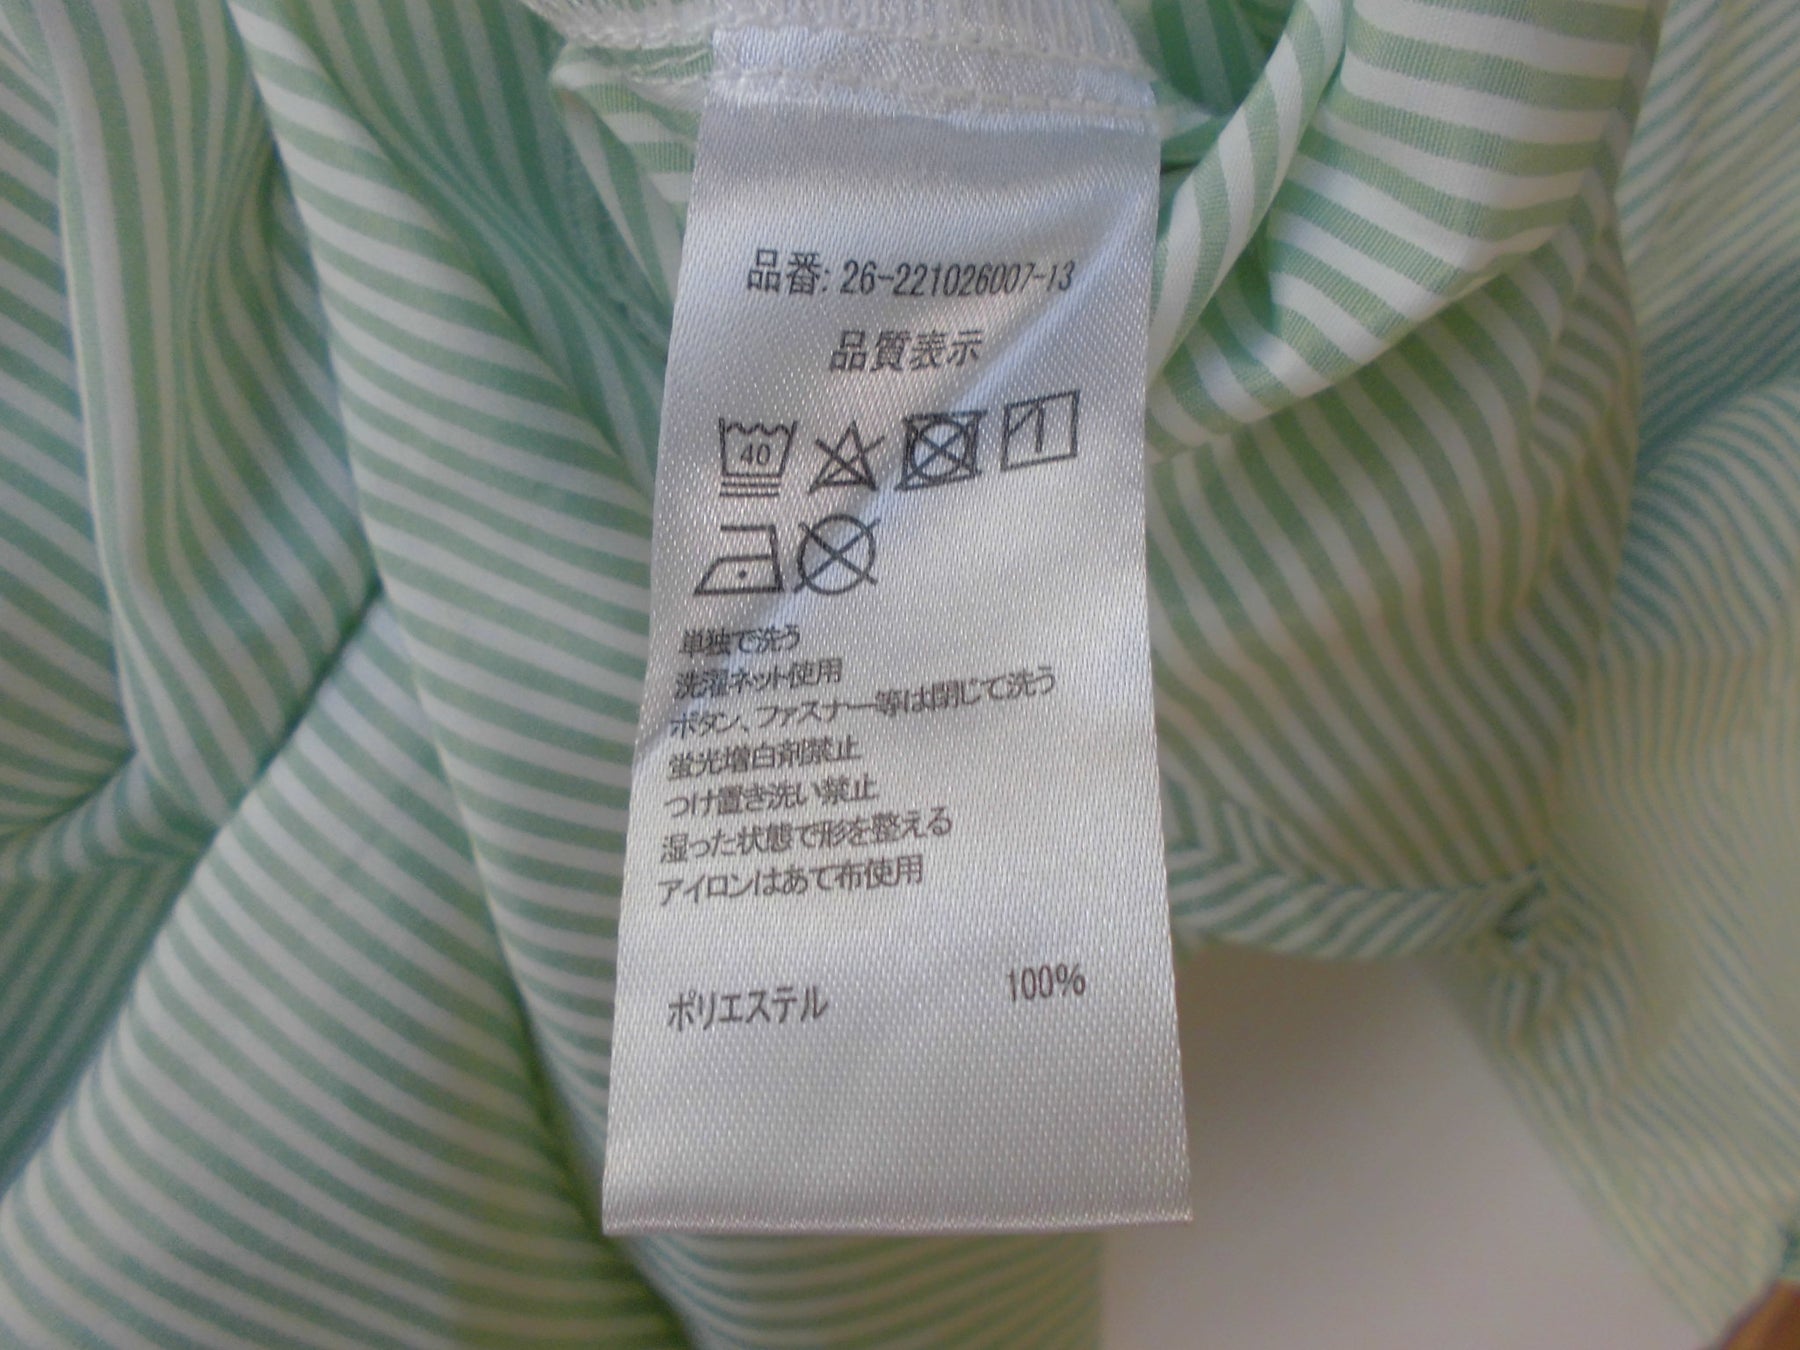 品番: 26-221026007-13
品質表示
40
単独で洗う
洗濯ネット使用
ボタン、ファスナー等は閉じて洗う
蛍光増白剤禁止
つけ置き洗い禁止
湿った状態で形を整える
アイロンはあて布使用
ポリエステル 100%